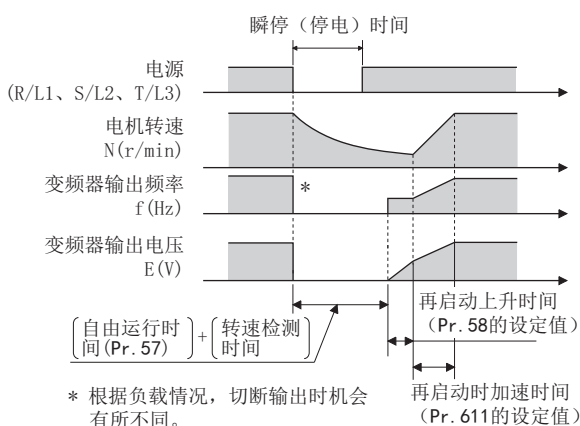 瞬停（停电）时间
电源
(R/L1、S/L2、T/L3)
电机转速
N(r/min)
变频器输出频率
f(Hz)
*
变频器输出电压
E(V)
自由运行时
间(Pr.57)
+
转速检测
时间
再启动上升时间
（Pr.58的设定值）
* 根据负载情况，切断输出时机会
有所不同。
再启动时加速时间
（Pr.611的设定值）